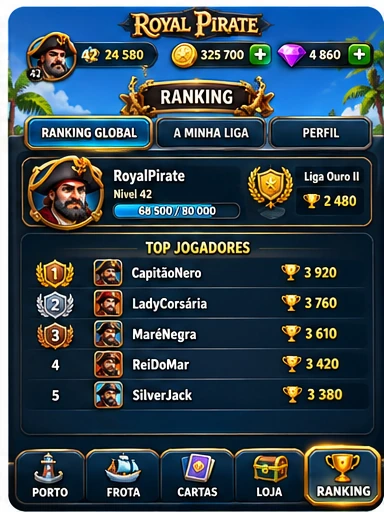 ROYAL PIRATE
42 42 24 580 325 700 + 4 860 +
RANKING
RANKING GLOBAL A MINHA LIGA PERFIL
RoyalPirate Liga Ouro II
Nivel 42
68 500 / 80 000 2 480
TOP JOGADORES
1 CapitãoNero 3 920
2 LadyCorsária 3 760
3 MaréNegra 3 610
4 ReiDoMar 3 420
5 SilverJack 3 380
PORTO FROTA CARTAS LOJA RANKING